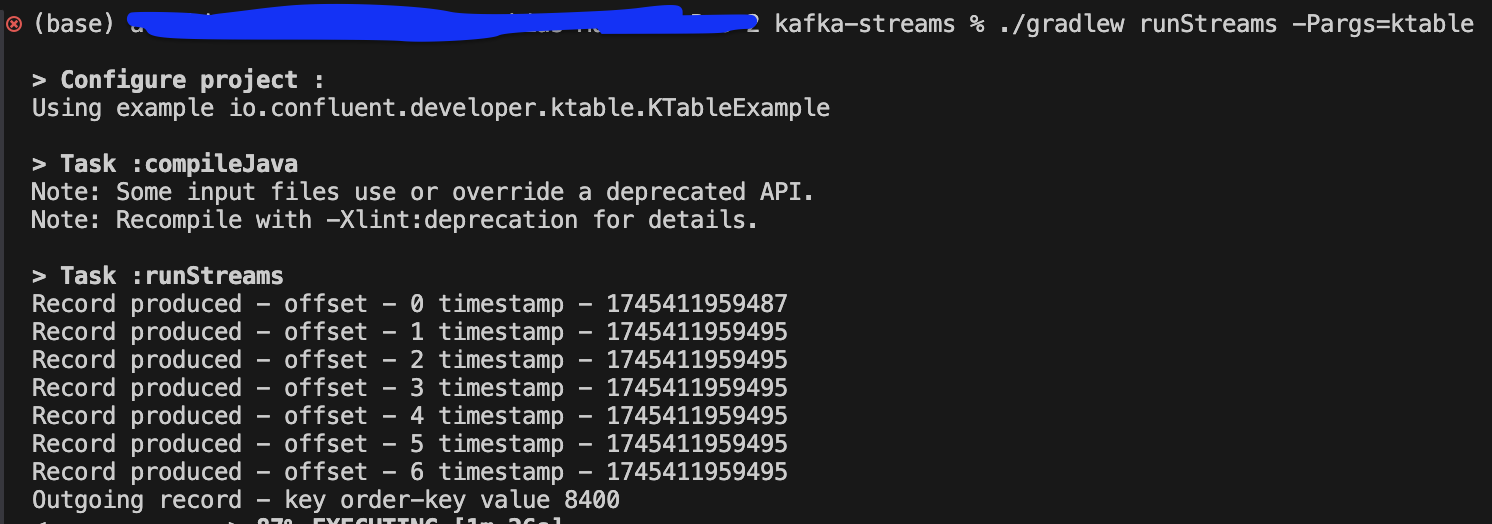 (base) 2 kafka-streams % ./gradlew runStreams -Pargs=ktable
> Configure project :
Using example io.confluent.developer.ktable.KTableExample
> Task :compileJava
Note: Some input files use or override a deprecated API.
Note: Recompile with -Xlint:deprecation for details.
> Task :runStreams
Record produced - offset - 0 timestamp - 1745411959487
Record produced - offset - 1 timestamp - 1745411959495
Record produced - offset - 2 timestamp - 1745411959495
Record produced - offset - 3 timestamp - 1745411959495
Record produced - offset - 4 timestamp - 1745411959495
Record produced - offset - 5 timestamp - 1745411959495
Record produced - offset - 6 timestamp - 1745411959495
Outgoing record - key order-key value 8400
87% EXECUTING [1m 26s]